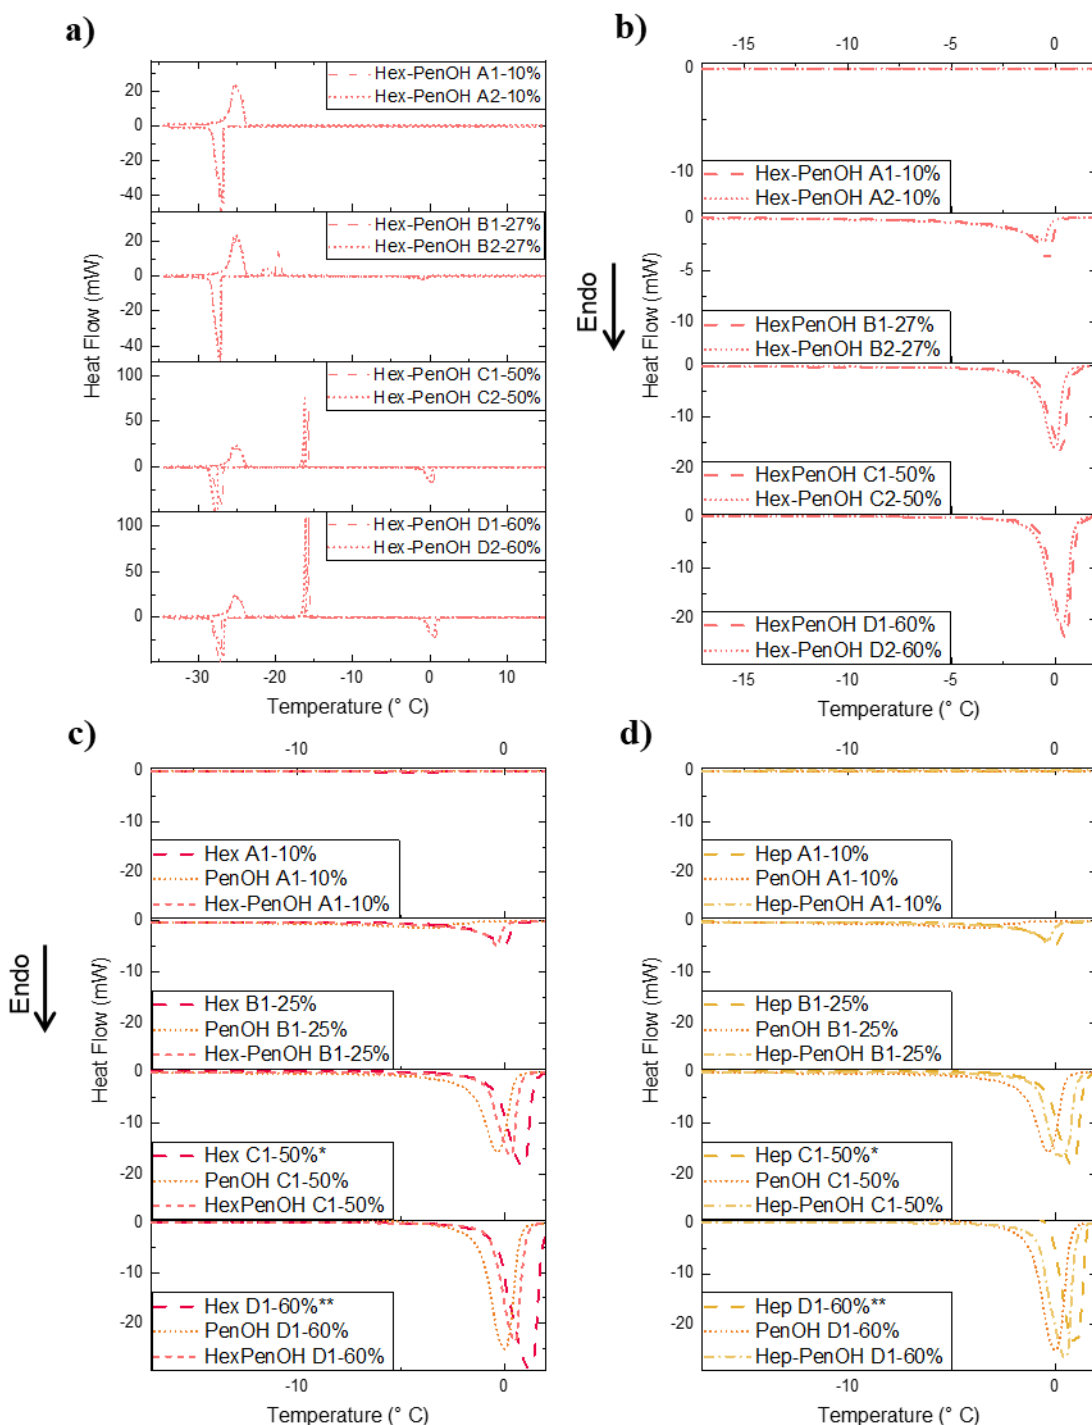 a)
Hex-PenOH A1-10%
Hex-PenOH A2-10%
20
0
-20
-40
Hex-PenOH B1-27%
Hex-PenOH B2-27%
20
0
-20
-40
Hex-PenOH C1-50%
Hex-PenOH C2-50%
100
50
0
Hex-PenOH D1-60%
Hex-PenOH D2-60%
100
50
0
-30 -20 -10 0 10
Temperature (° C)
Heat Flow (mW)
b)
-15 -10 -5 0
0
-10
Hex-PenOH A1-10%
Hex-PenOH A2-10%
0
-5
-10
HexPenOH B1-27%
Hex-PenOH B2-27%
0
-10
-20
HexPenOH C1-50%
Hex-PenOH C2-50%
0
-10
-20
HexPenOH D1-60%
Hex-PenOH D2-60%
-15 -10 -5 0
Temperature (° C)
Heat Flow (mW)
Endo
c)
-10 0
0
-10
-20
Hex A1-10%
PenOH A1-10%
Hex-PenOH A1-10%
0
-10
-20
Hex B1-25%
PenOH B1-25%
Hex-PenOH B1-25%
0
-10
-20
Hex C1-50%*
PenOH C1-50%
HexPenOH C1-50%
0
-10
-20
Hex D1-60%**
PenOH D1-60%
HexPenOH D1-60%
-10 0
Temperature (° C)
Heat Flow (mW)
Endo
d)
-10 0
0
-10
-20
Hep A1-10%
PenOH A1-10%
Hep-PenOH A1-10%
0
-10
-20
Hep B1-25%
PenOH B1-25%
Hep-PenOH B1-25%
0
-10
-20
Hep C1-50%*
PenOH C1-50%
Hep-PenOH C1-50%
0
-10
-20
Hep D1-60%**
PenOH D1-60%
Hep-PenOH D1-60%
-10 0
Temperature (° C)
Heat Flow (mW)